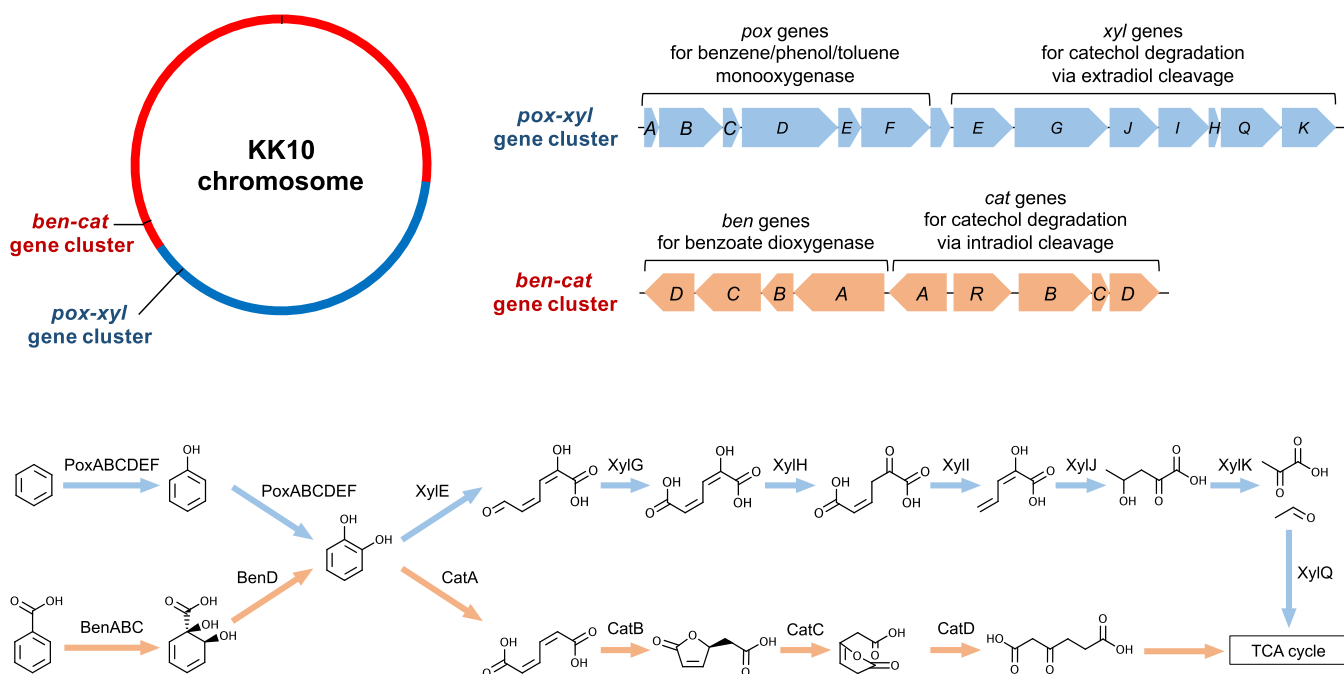 KK10
chromosome
ben-cat
gene cluster
pox-xyl
gene cluster
pox genes
for benzene/phenol/toluene
monooxygenase
xyl genes
for catechol degradation
via extradiol cleavage
pox-xyl
gene cluster
A B C D E F E G J I H Q K
ben genes
for benzoate dioxygenase
cat genes
for catechol degradation
via intradiol cleavage
ben-cat
gene cluster
D C B A A R B C D
PoxABCDEF
OH
PoxABCDEF
OH
OH
XylE
OH
O
O
OH
XylG
OH
O
OH
O
OH
XylH
O
O
OH
OH
O
XylI
OH
O
OH
XylJ
OH
O
O
OH
XylK
O
OH
O
O
XylQ
O
OH
BenABC
O
OH
OH
OH
BenD
CatA
OH
O
O
OH
CatB
O
O
OH
O
CatC
OH
O
O
O
CatD
HO
O
O
O
OH
TCA cycle